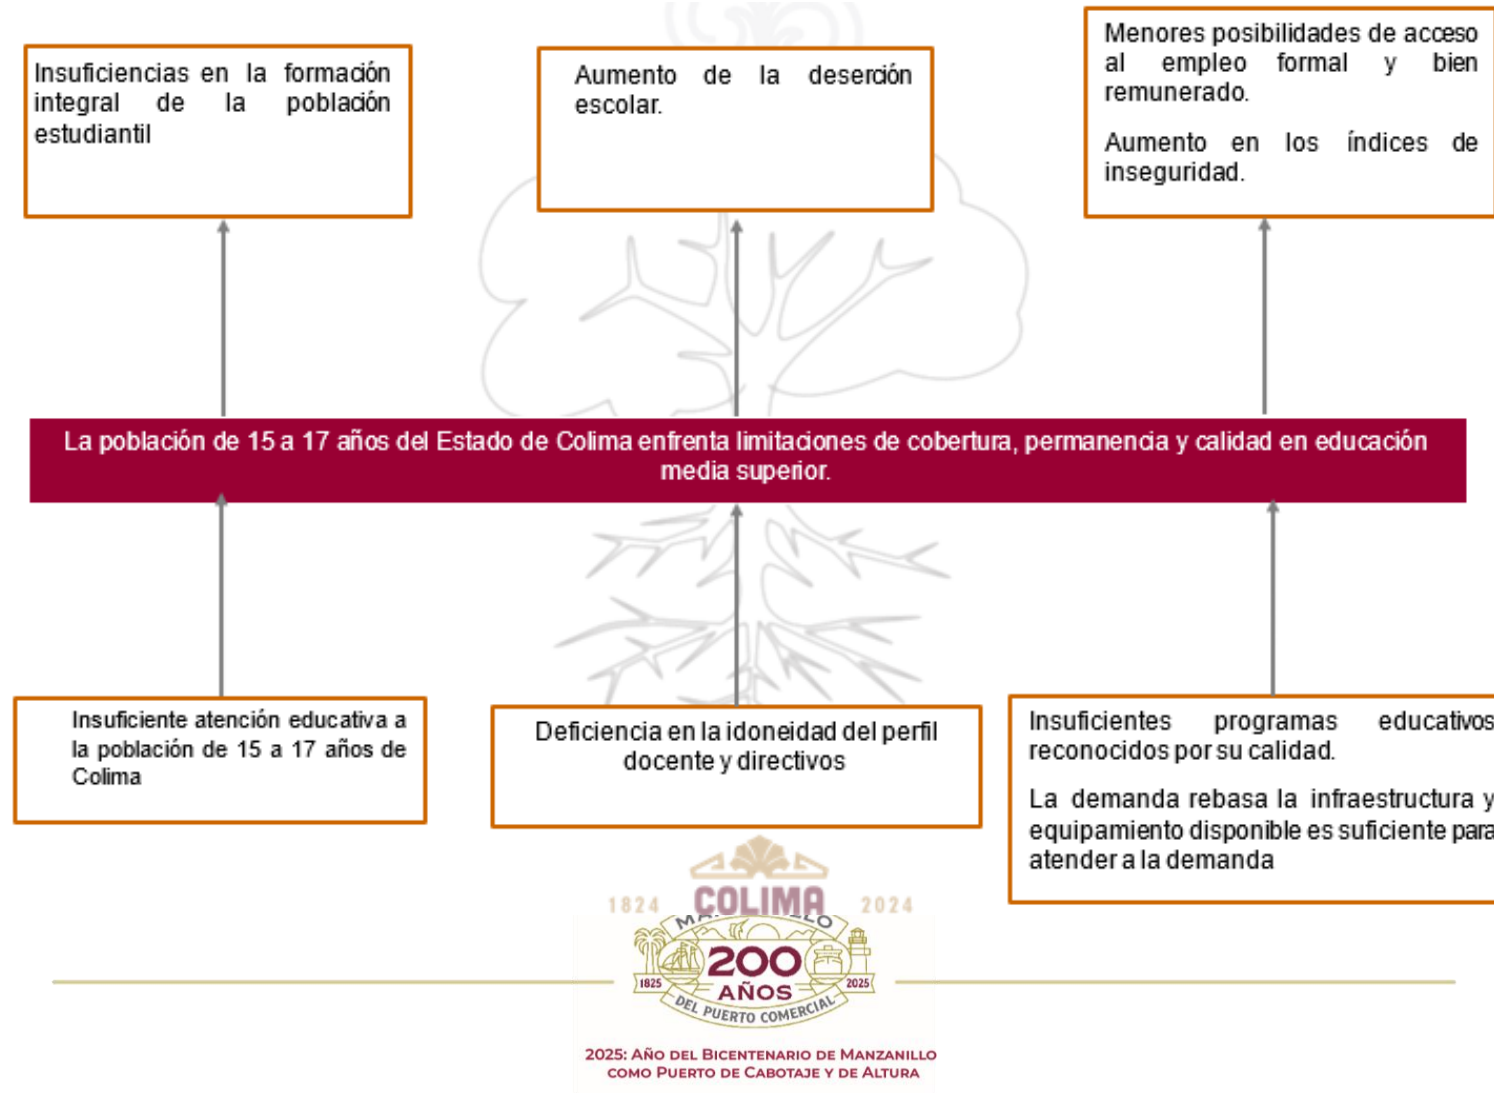 Insuficiencias en la formación
integral de la población
estudiantil
Aumento de la deserción
escolar.
Menores posibilidades de acceso
al empleo formal y bien
remunerado.
Aumento en los índices de
inseguridad.
La población de 15 a 17 años del Estado de Colima enfrenta limitaciones de cobertura, permanencia y calidad en educación
media superior.
Insuficiente atención educativa a
la población de 15 a 17 años de
Colima
Deficiencia en la idoneidad del perfil
docente y directivos
Insuficientes programas educativos
reconocidos por su calidad.
La demanda rebasa la infraestructura y
equipamiento disponible es suficiente para
atender a la demanda
1824 COLIMA 2024
200
1825 AÑOS 2025
DEL PUERTO COMERCIAL
2025: AÑO DEL BICENTENARIO DE MANZANILLO
COMO PUERTO DE CABOTAJE Y DE ALTURA